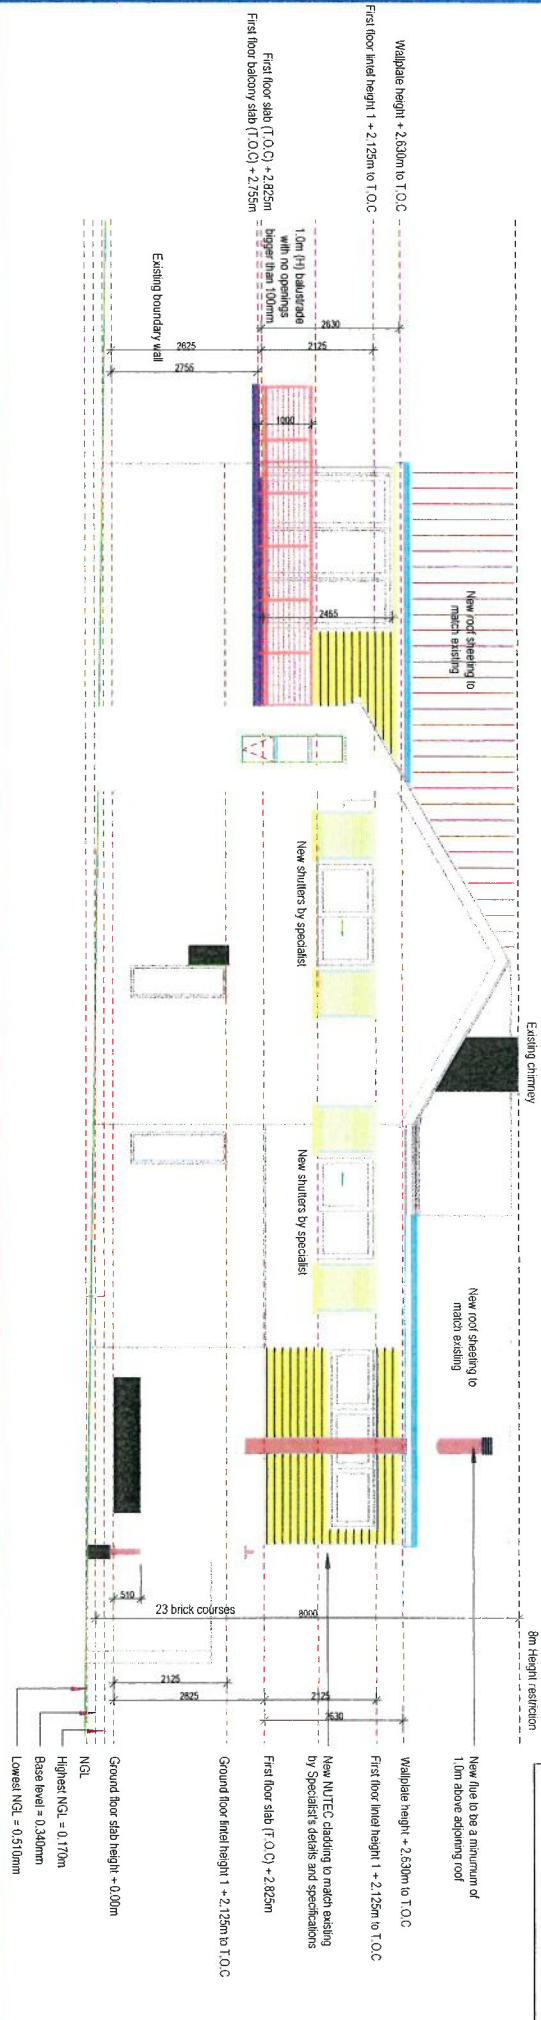 Wallplate height + 2.630m to T.O.C
First floor lintel height 1 + 2.125m to T.O.C
First floor slab (T.O.C) + 2.825m
First floor balcony slab (T.O.C) + 2.755m
1.0m (H) balustrade
with no openings
bigger than 100mm
Existing boundary wall
2630
2125
2625
2755
1000
2465
New roof sheeting to
match existing
New shutters by specialist
Existing chimney
New shutters by specialist
New roof sheeting to
match existing
510
23 brick courses
8000
2125
2825
2125
2630
8m Height restriction
New flue to be a minumum of
1,0m above adjoining roof
Wallplate height + 2.630m to T.O.C
First floor lintel height 1 + 2.125m to T.O.C
New NUTEC cladding to match existing
by Specialist's details and specifications
First floor slab (T.O.C) + 2.825m
Ground floor lintel height 1 + 2.125m to T.O.C
Ground floor slab height + 0.00m
NGL
Highest NGL = 0.170m
Base level = 0.340mm
Lowest NGL = 0.510mm